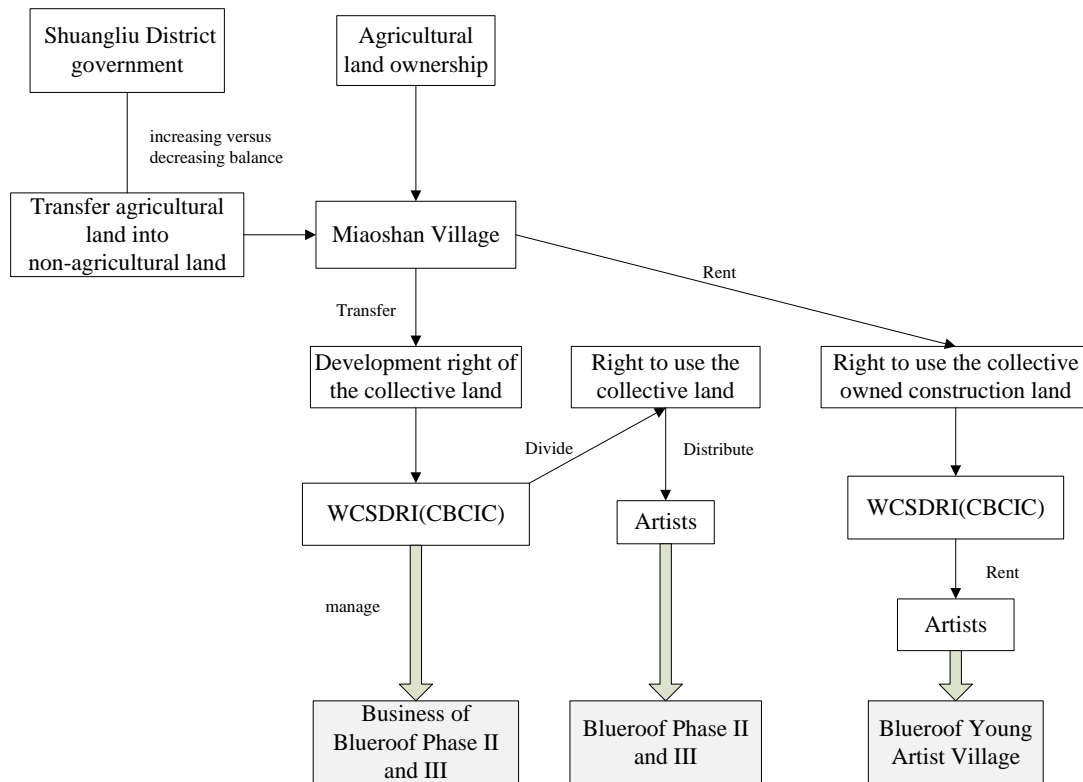 Shuangliu District
government
Agricultural
land ownership
increasing versus
decreasing balance
Transfer agricultural
land into
non-agricultural land
Miaoshan Village
Rent
Transfer
Development right of
the collective land
Right to use the
collective land
Right to use the collective
owned construction land
Divide
Distribute
WCSDRI(CBCIC)
Artists
WCSDRI(CBCIC)
Rent
manage
Artists
Business of
Blueroof Phase II
and III
Blueroof Phase II
and III
Blueroof Young
Artist Village